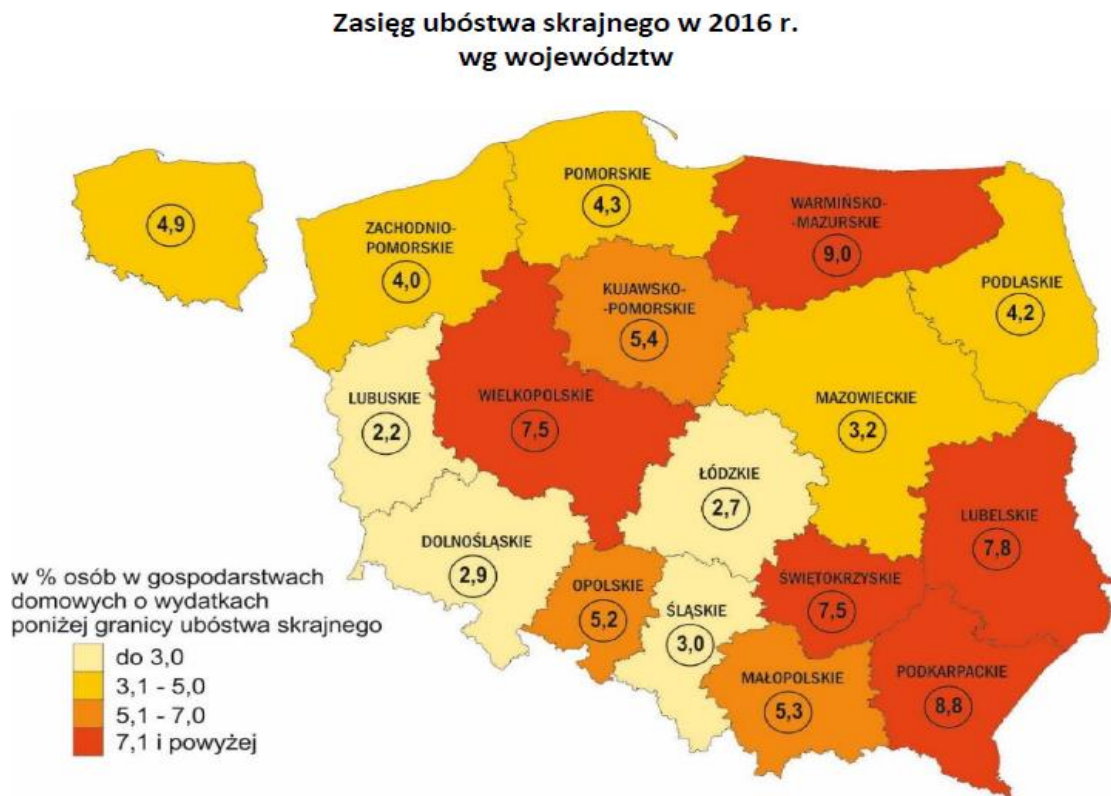 Zasięg ubóstwa skrajnego w 2016 r.
wg województw
4,9
POMORSKIE
4,3
WARMIŃSKO-
-MAZURSKIE
9,0
ZACHODNIO-
POMORSKIE
4,0
KUJAWSKO-
-POMORSKIE
5,4
PODLASKIE
4,2
LUBUSKIE
2,2
WIELKOPOLSKIE
7,5
MAZOWIECKIE
3,2
ŁÓDZKIE
2,7
LUBELSKIE
7,8
DOLNOŚLĄSKIE
2,9
OPOLSKIE
5,2
ŚLĄSKIE
3,0
ŚWIETOKRZYSKIE
7,5
MAŁOPOLSKIE
5,3
PODKARPACKIE
8,8
w % osób w gospodarstwach
domowych o wydatkach
poniżej granicy ubóstwa skrajnego
do 3,0
3,1 - 5,0
5,1 - 7,0
7,1 i powyżej